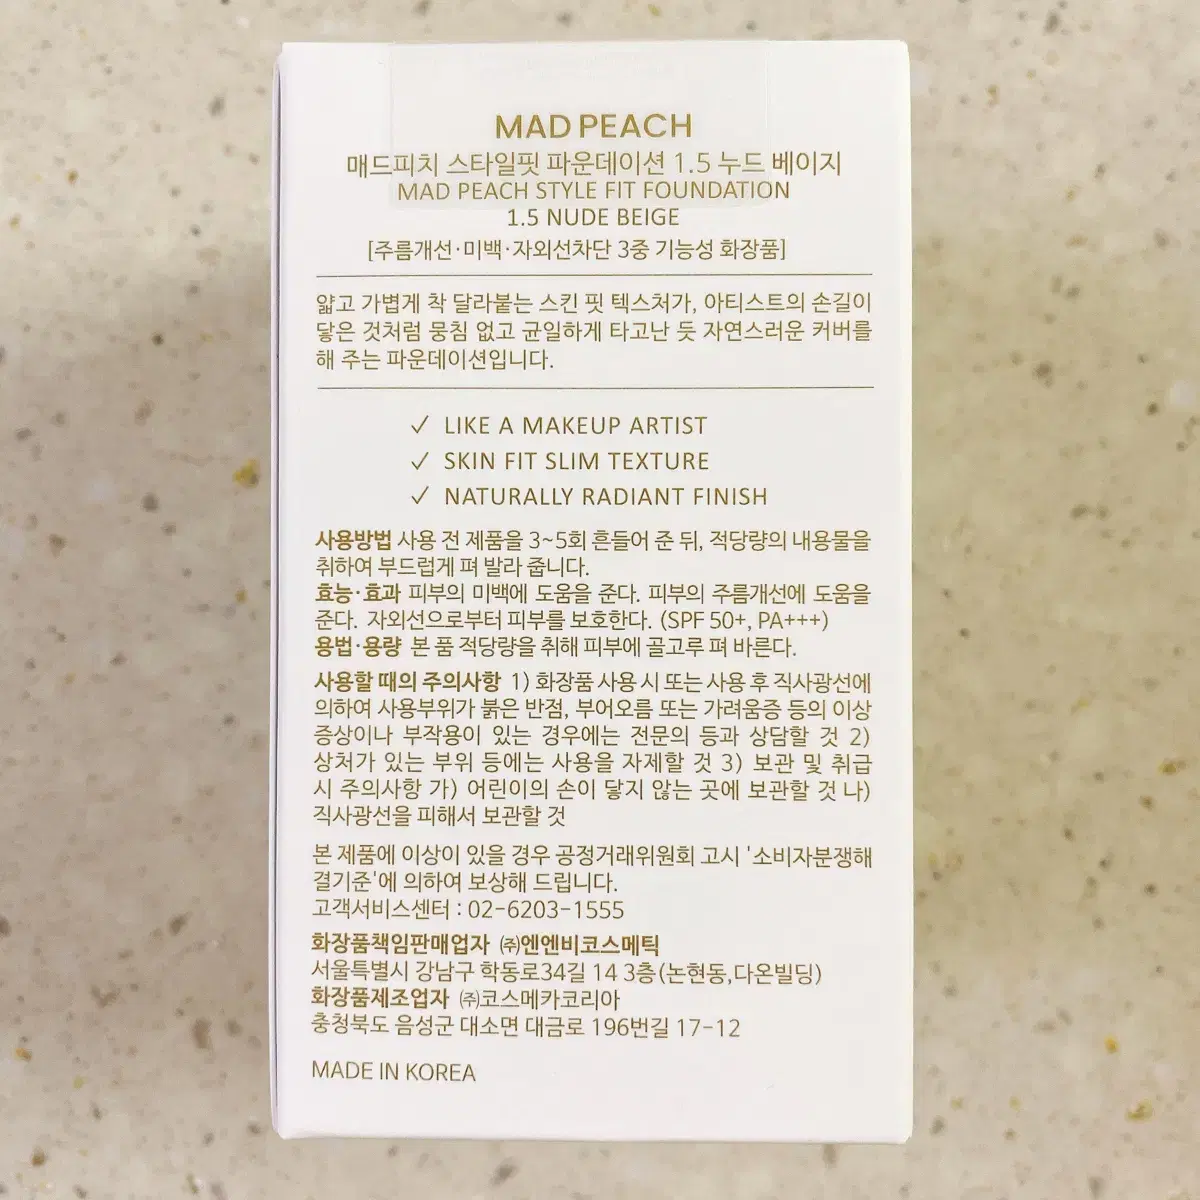 MAD PEACH
매드피치 스타일핏 파운데이션 1.5 누드 베이지
MAD PEACH STYLE FIT FOUNDATION
1.5 NUDE BEIGE
[주름개선·미백·자외선차단 3중 기능성 화장품]
얇고 가볍게 착 달라붙는 스킨 핏 텍스처가, 아티스트의 손길이
닿은 것처럼 뭉침 없고 균일하게 타고난 듯 자연스러운 커버를
해 주는 파운데이션입니다.
✓ LIKE A MAKEUP ARTIST
✓ SKIN FIT SLIM TEXTURE
✓ NATURALLY RADIANT FINISH
사용방법 사용 전 제품을 3~5회 흔들어 준 뒤, 적당량의 내용물을
취하여 부드럽게 펴 발라 줍니다.
효능·효과 피부의 미백에 도움을 준다. 피부의 주름개선에 도움을
준다. 자외선으로부터 피부를 보호한다. (SPF 50+, PA+++)
용법·용량 본 품 적당량을 취해 피부에 골고루 펴 바른다.
사용할 때의 주의사항 1) 화장품 사용 시 또는 사용 후 직사광선에
의하여 사용부위가 붉은 반점, 부어오름 또는 가려움증 등의 이상
증상이나 부작용이 있는 경우에는 전문의 등과 상담할 것 2)
상처가 있는 부위 등에는 사용을 자제할 것 3) 보관 및 취급
시 주의사항 가) 어린이의 손이 닿지 않는 곳에 보관할 것 나)
직사광선을 피해서 보관할 것
본 제품에 이상이 있을 경우 공정거래위원회 고시 '소비자분쟁해
결기준'에 의하여 보상해 드립니다.
고객서비스센터 : 02-6203-1555
화장품책임판매업자 ㈜엔엔비코스메틱
서울특별시 강남구 학동로34길 14 3층(논현동,다온빌딩)
화장품제조업자 ㈜코스메카코리아
충청북도 음성군 대소면 대금로 196번길 17-12
MADE IN KOREA